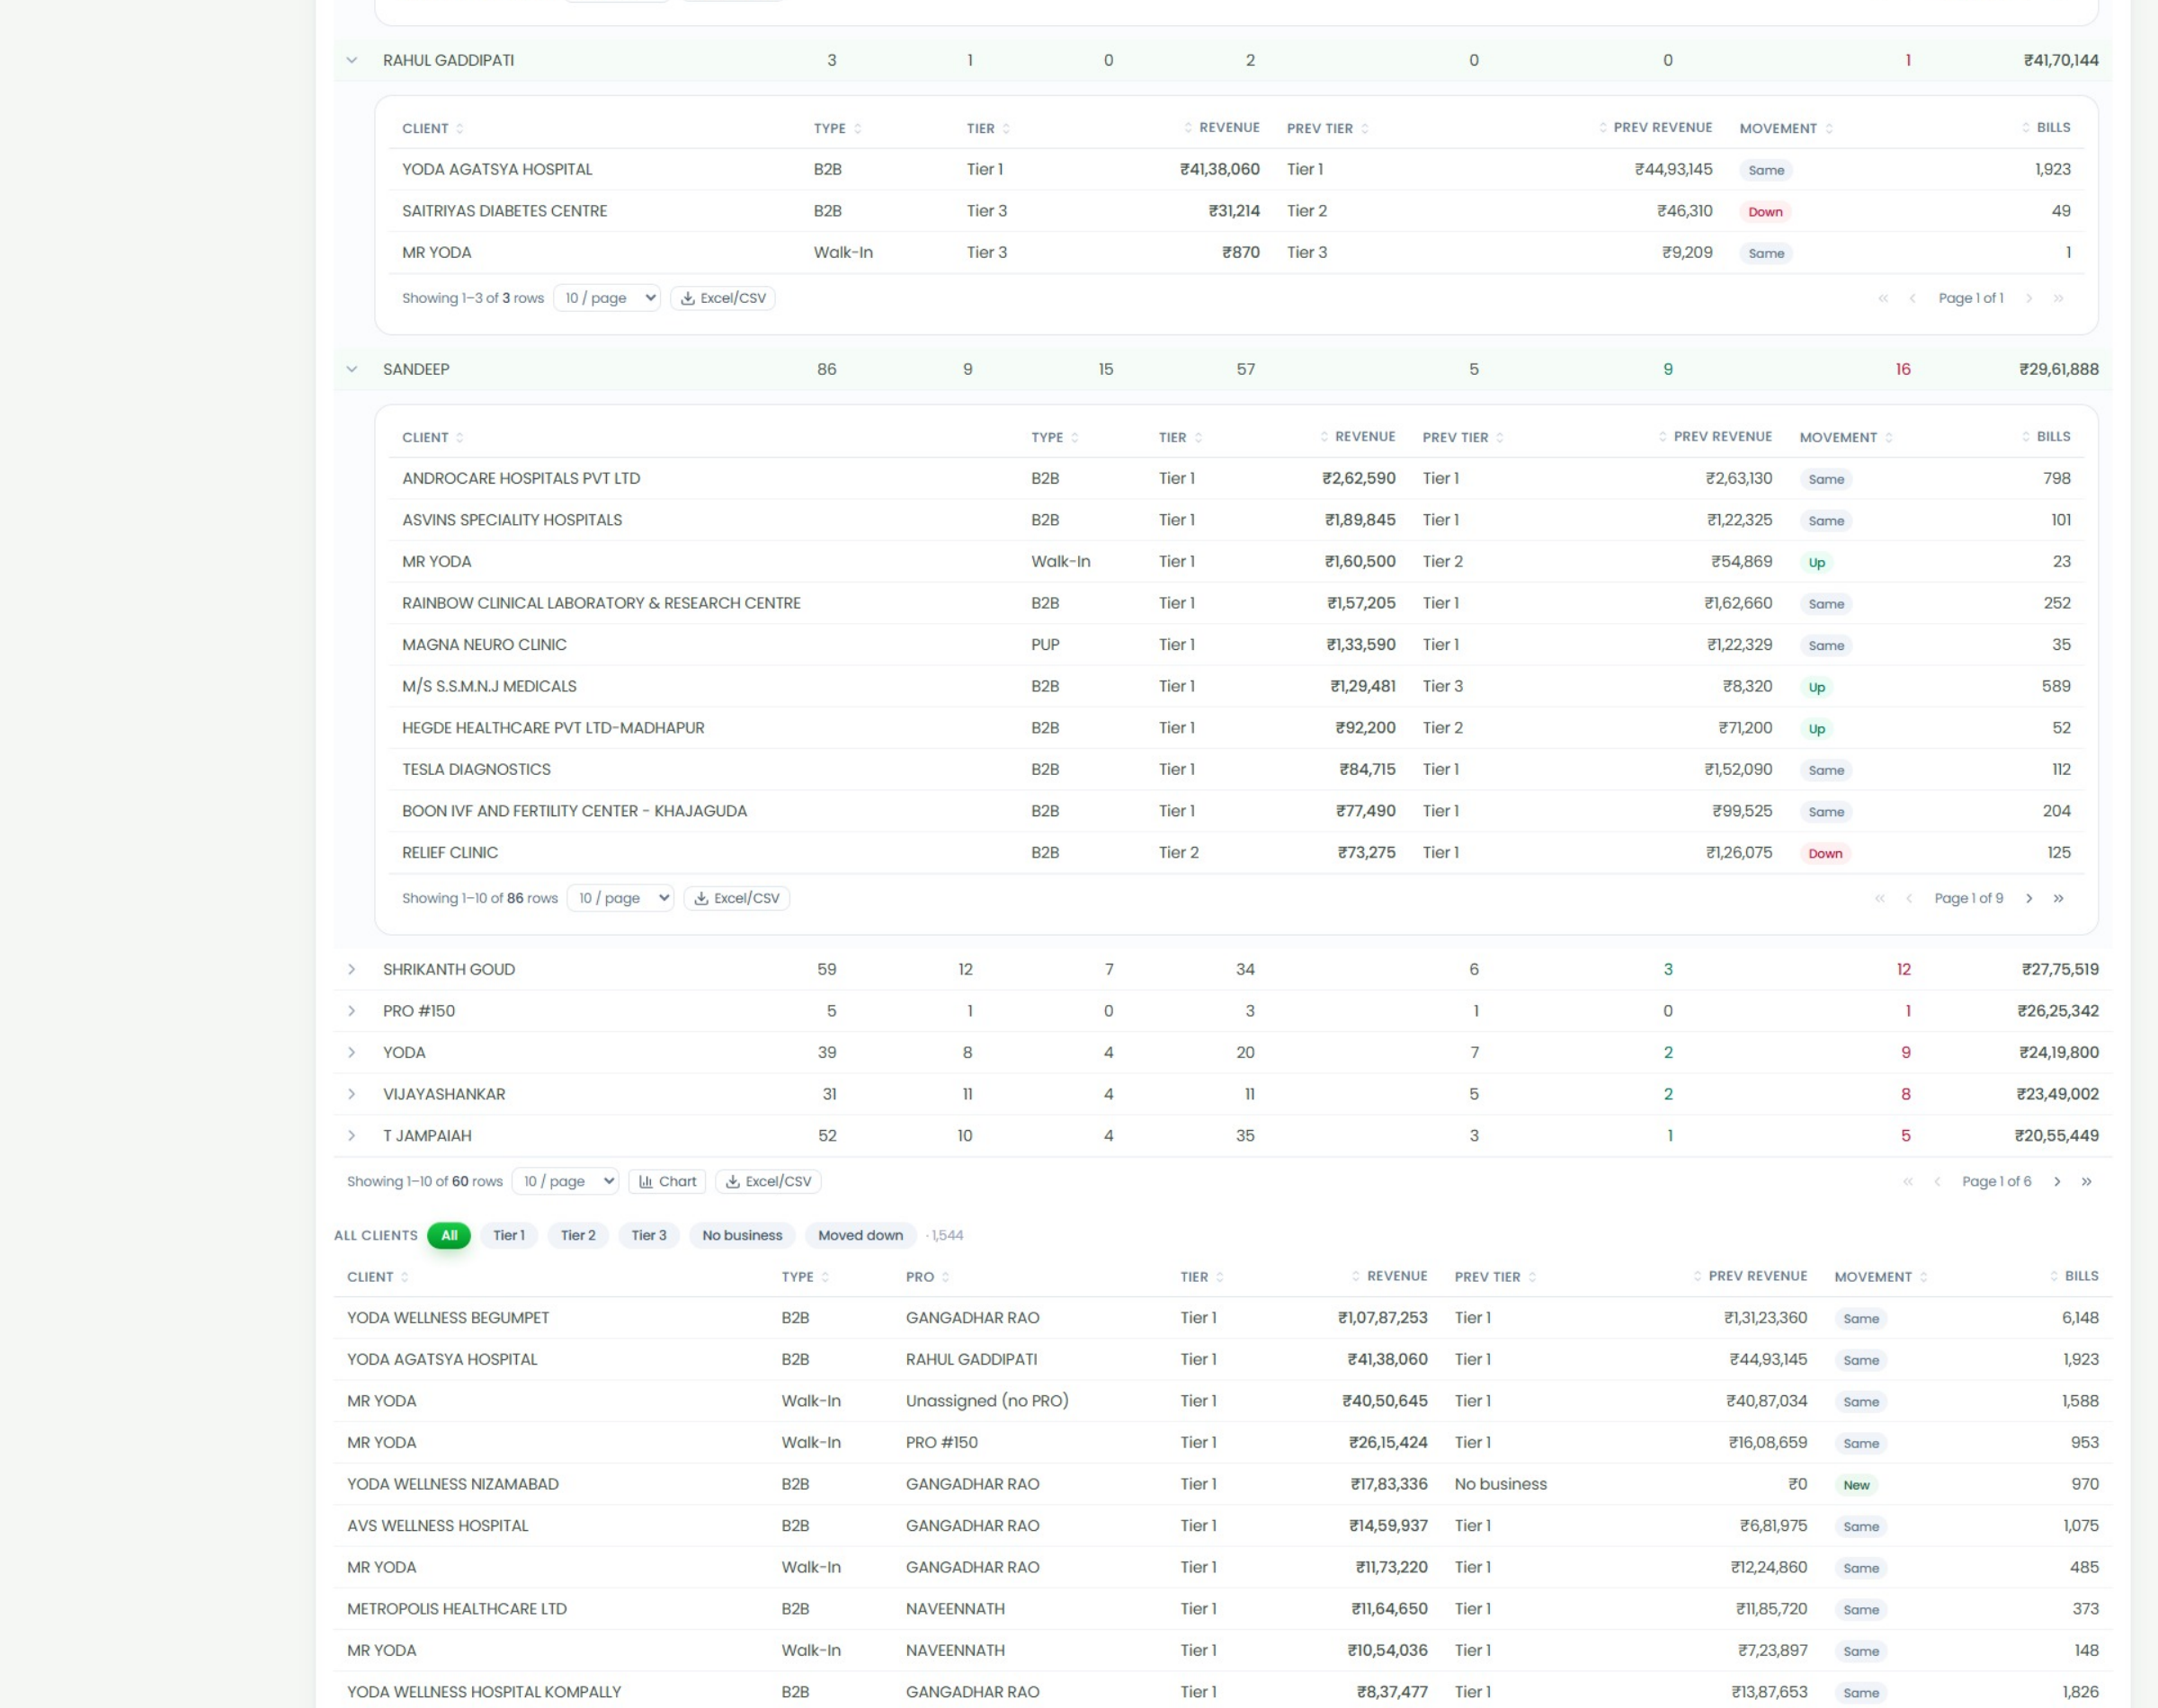 RAHUL GADDIPATI 3 1 0 2 0 0 1 ₹41,70,144
CLIENT TYPE TIER REVENUE PREV TIER PREV REVENUE MOVEMENT BILLS
YODA AGATSYA HOSPITAL B2B Tier 1 ₹41,38,060 Tier 1 ₹44,93,145 Same 1,923
SAITRIYAS DIABETES CENTRE B2B Tier 3 ₹31,214 Tier 2 ₹46,310 Down 49
MR YODA Walk-In Tier 3 ₹870 Tier 3 ₹9,209 Same 1
Showing 1–3 of 3 rows 10 / page Excel/CSV « ‹ Page 1 of 1 › »
SANDEEP 86 9 15 57 5 9 16 ₹29,61,888
CLIENT TYPE TIER REVENUE PREV TIER PREV REVENUE MOVEMENT BILLS
ANDROCARE HOSPITALS PVT LTD B2B Tier 1 ₹2,62,590 Tier 1 ₹2,63,130 Same 798
ASVINS SPECIALITY HOSPITALS B2B Tier 1 ₹1,89,845 Tier 1 ₹1,22,325 Same 101
MR YODA Walk-In Tier 1 ₹1,60,500 Tier 2 ₹54,869 Up 23
RAINBOW CLINICAL LABORATORY & RESEARCH CENTRE B2B Tier 1 ₹1,57,205 Tier 1 ₹1,62,660 Same 252
MAGNA NEURO CLINIC PUP Tier 1 ₹1,33,590 Tier 1 ₹1,22,329 Same 35
M/S S.S.M.N.J MEDICALS B2B Tier 1 ₹1,29,481 Tier 3 ₹8,320 Up 589
HEGDE HEALTHCARE PVT LTD-MADHAPUR B2B Tier 1 ₹92,200 Tier 2 ₹71,200 Up 52
TESLA DIAGNOSTICS B2B Tier 1 ₹84,715 Tier 1 ₹1,52,090 Same 112
BOON IVF AND FERTILITY CENTER - KHAJAGUDA B2B Tier 1 ₹77,490 Tier 1 ₹99,525 Same 204
RELIEF CLINIC B2B Tier 2 ₹73,275 Tier 1 ₹1,26,075 Down 125
Showing 1–10 of 86 rows 10 / page Excel/CSV « ‹ Page 1 of 9 › »
SHRIKANTH GOUD 59 12 7 34 6 3 12 ₹27,75,519
PRO #150 5 1 0 3 1 0 1 ₹26,25,342
YODA 39 8 4 20 7 2 9 ₹24,19,800
VIJAYASHANKAR 31 11 4 11 5 2 8 ₹23,49,002
T JAMPAIAH 52 10 4 35 3 1 5 ₹20,55,449
Showing 1–10 of 60 rows 10 / page Chart Excel/CSV « ‹ Page 1 of 6 › »
ALL CLIENTS All Tier 1 Tier 2 Tier 3 No business Moved down · 1,544
CLIENT TYPE PRO TIER REVENUE PREV TIER PREV REVENUE MOVEMENT BILLS
YODA WELLNESS BEGUMPET B2B GANGADHAR RAO Tier 1 ₹1,07,87,253 Tier 1 ₹1,31,23,360 Same 6,148
YODA AGATSYA HOSPITAL B2B RAHUL GADDIPATI Tier 1 ₹41,38,060 Tier 1 ₹44,93,145 Same 1,923
MR YODA Walk-In Unassigned (no PRO) Tier 1 ₹40,50,645 Tier 1 ₹40,87,034 Same 1,588
MR YODA Walk-In PRO #150 Tier 1 ₹26,15,424 Tier 1 ₹16,08,659 Same 953
YODA WELLNESS NIZAMABAD B2B GANGADHAR RAO Tier 1 ₹17,83,336 No business ₹0 New 970
AVS WELLNESS HOSPITAL B2B GANGADHAR RAO Tier 1 ₹14,59,937 Tier 1 ₹6,81,975 Same 1,075
MR YODA Walk-In GANGADHAR RAO Tier 1 ₹11,73,220 Tier 1 ₹12,24,860 Same 485
METROPOLIS HEALTHCARE LTD B2B NAVEENNATH Tier 1 ₹11,64,650 Tier 1 ₹11,85,720 Same 373
MR YODA Walk-In NAVEENNATH Tier 1 ₹10,54,036 Tier 1 ₹7,23,897 Same 148
YODA WELLNESS HOSPITAL KOMPALLY B2B GANGADHAR RAO Tier 1 ₹8,37,477 Tier 1 ₹13,87,653 Same 1,826